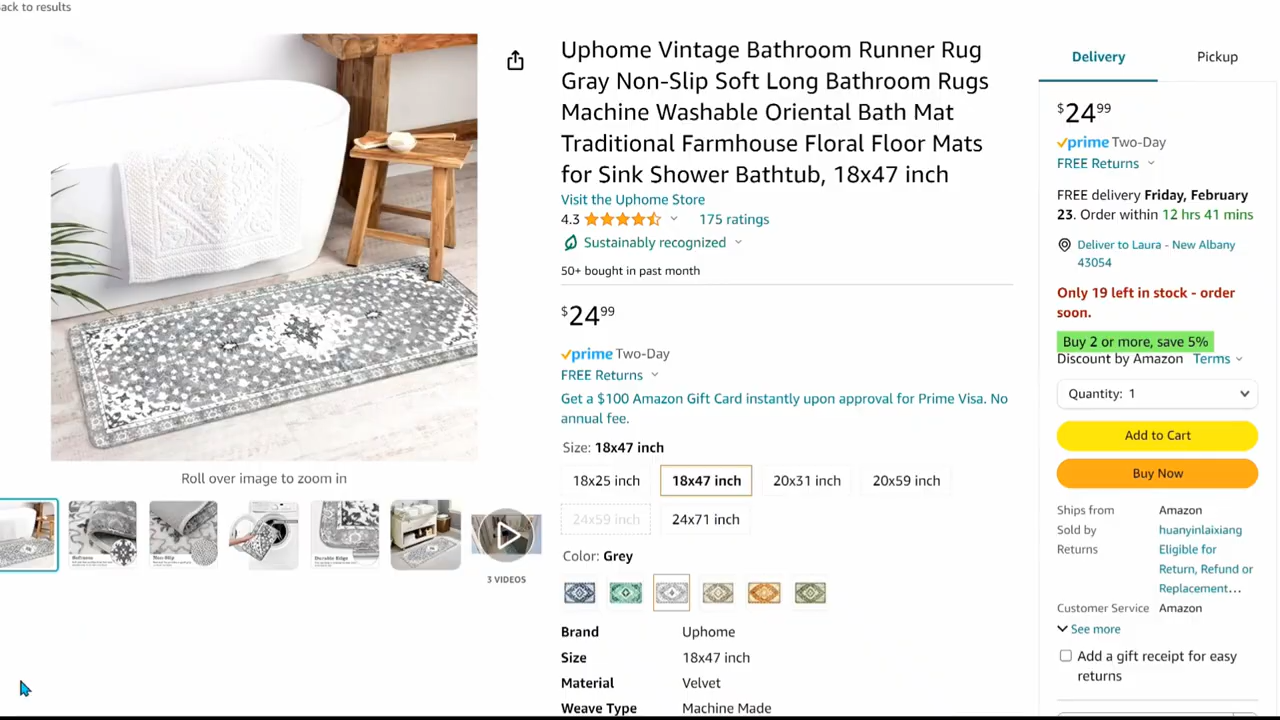 ack to results
Uphome Vintage Bathroom Runner Rug
Gray Non-Slip Soft Long Bathroom Rugs
Machine Washable Oriental Bath Mat
Traditional Farmhouse Floral Floor Mats
for Sink Shower Bathtub, 18x47 inch
Visit the Uphome Store
4.3 175 ratings
Sustainably recognized
50+ bought in past month
$24 99
prime Two-Day
FREE Returns
Get a $100 Amazon Gift Card instantly upon approval for Prime Visa. No
annual fee.
Size: 18x47 inch
18x25 inch 18x47 inch 20x31 inch 20x59 inch
24x59 inch 24x71 inch
Color: Grey
Brand Uphome
Size 18x47 inch
Material Velvet
Weave Type Machine Made
Roll over image to zoom in
Non-Slip
Durable Edge
3 VIDEOS
Delivery Pickup
$24 99
prime Two-Day
FREE Returns
FREE delivery Friday, February
23. Order within 12 hrs 41 mins
Deliver to Laura - New Albany
43054
Only 19 left in stock - order
soon.
Buy 2 or more, save 5%
Discount by Amazon Terms
Quantity: 1
Add to Cart
Buy Now
Ships from Amazon
Sold by huanyinlaixiang
Returns Eligible for
Return, Refund or
Replacement...
Customer Service Amazon
See more
Add a gift receipt for easy
returns